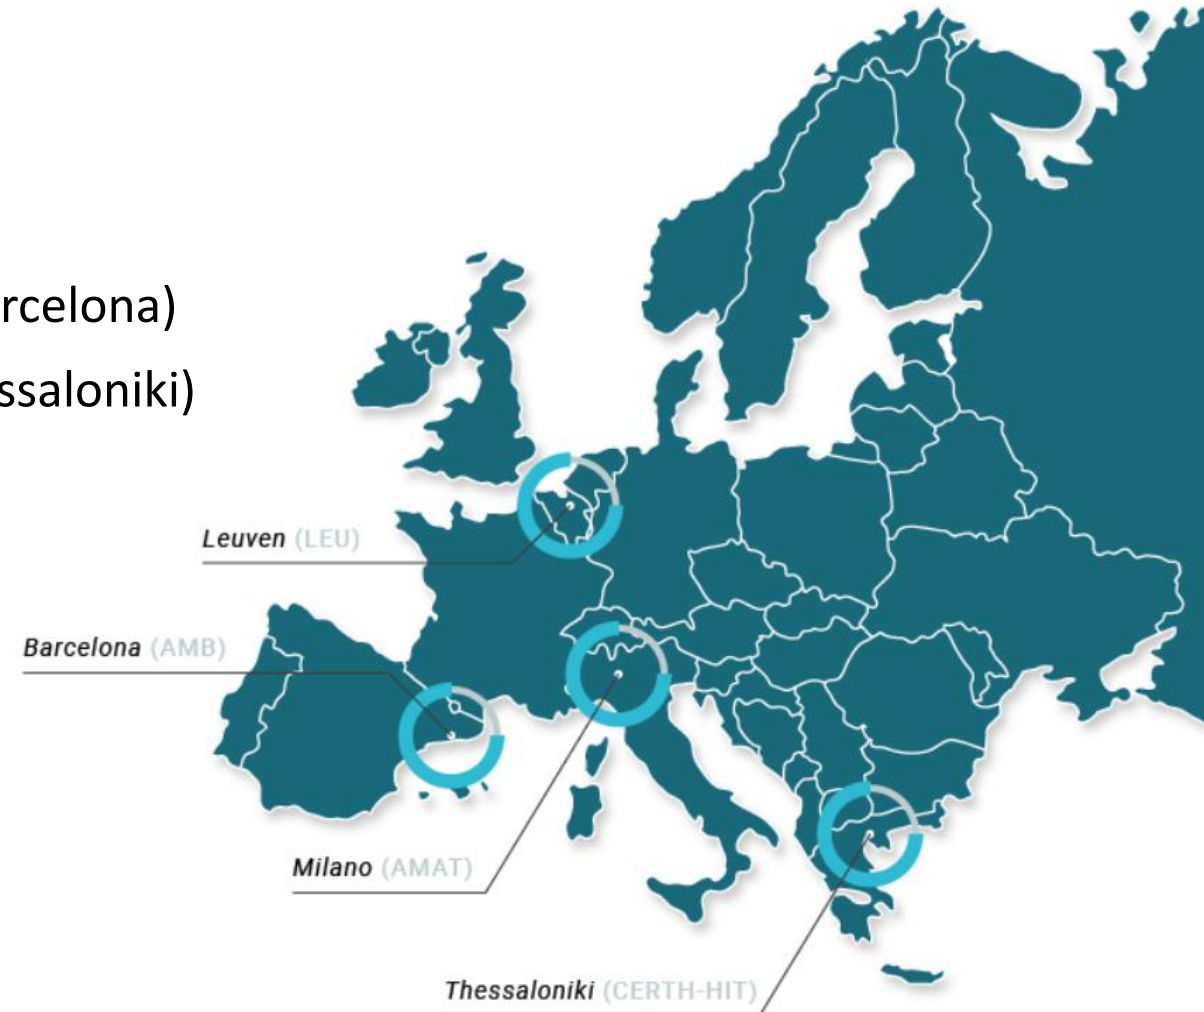 rcelona)
ssaloniki)
Leuven (LEU)
Barcelona (AMB)
Milano (AMAT)
Thessaloniki (CERTH-HIT)